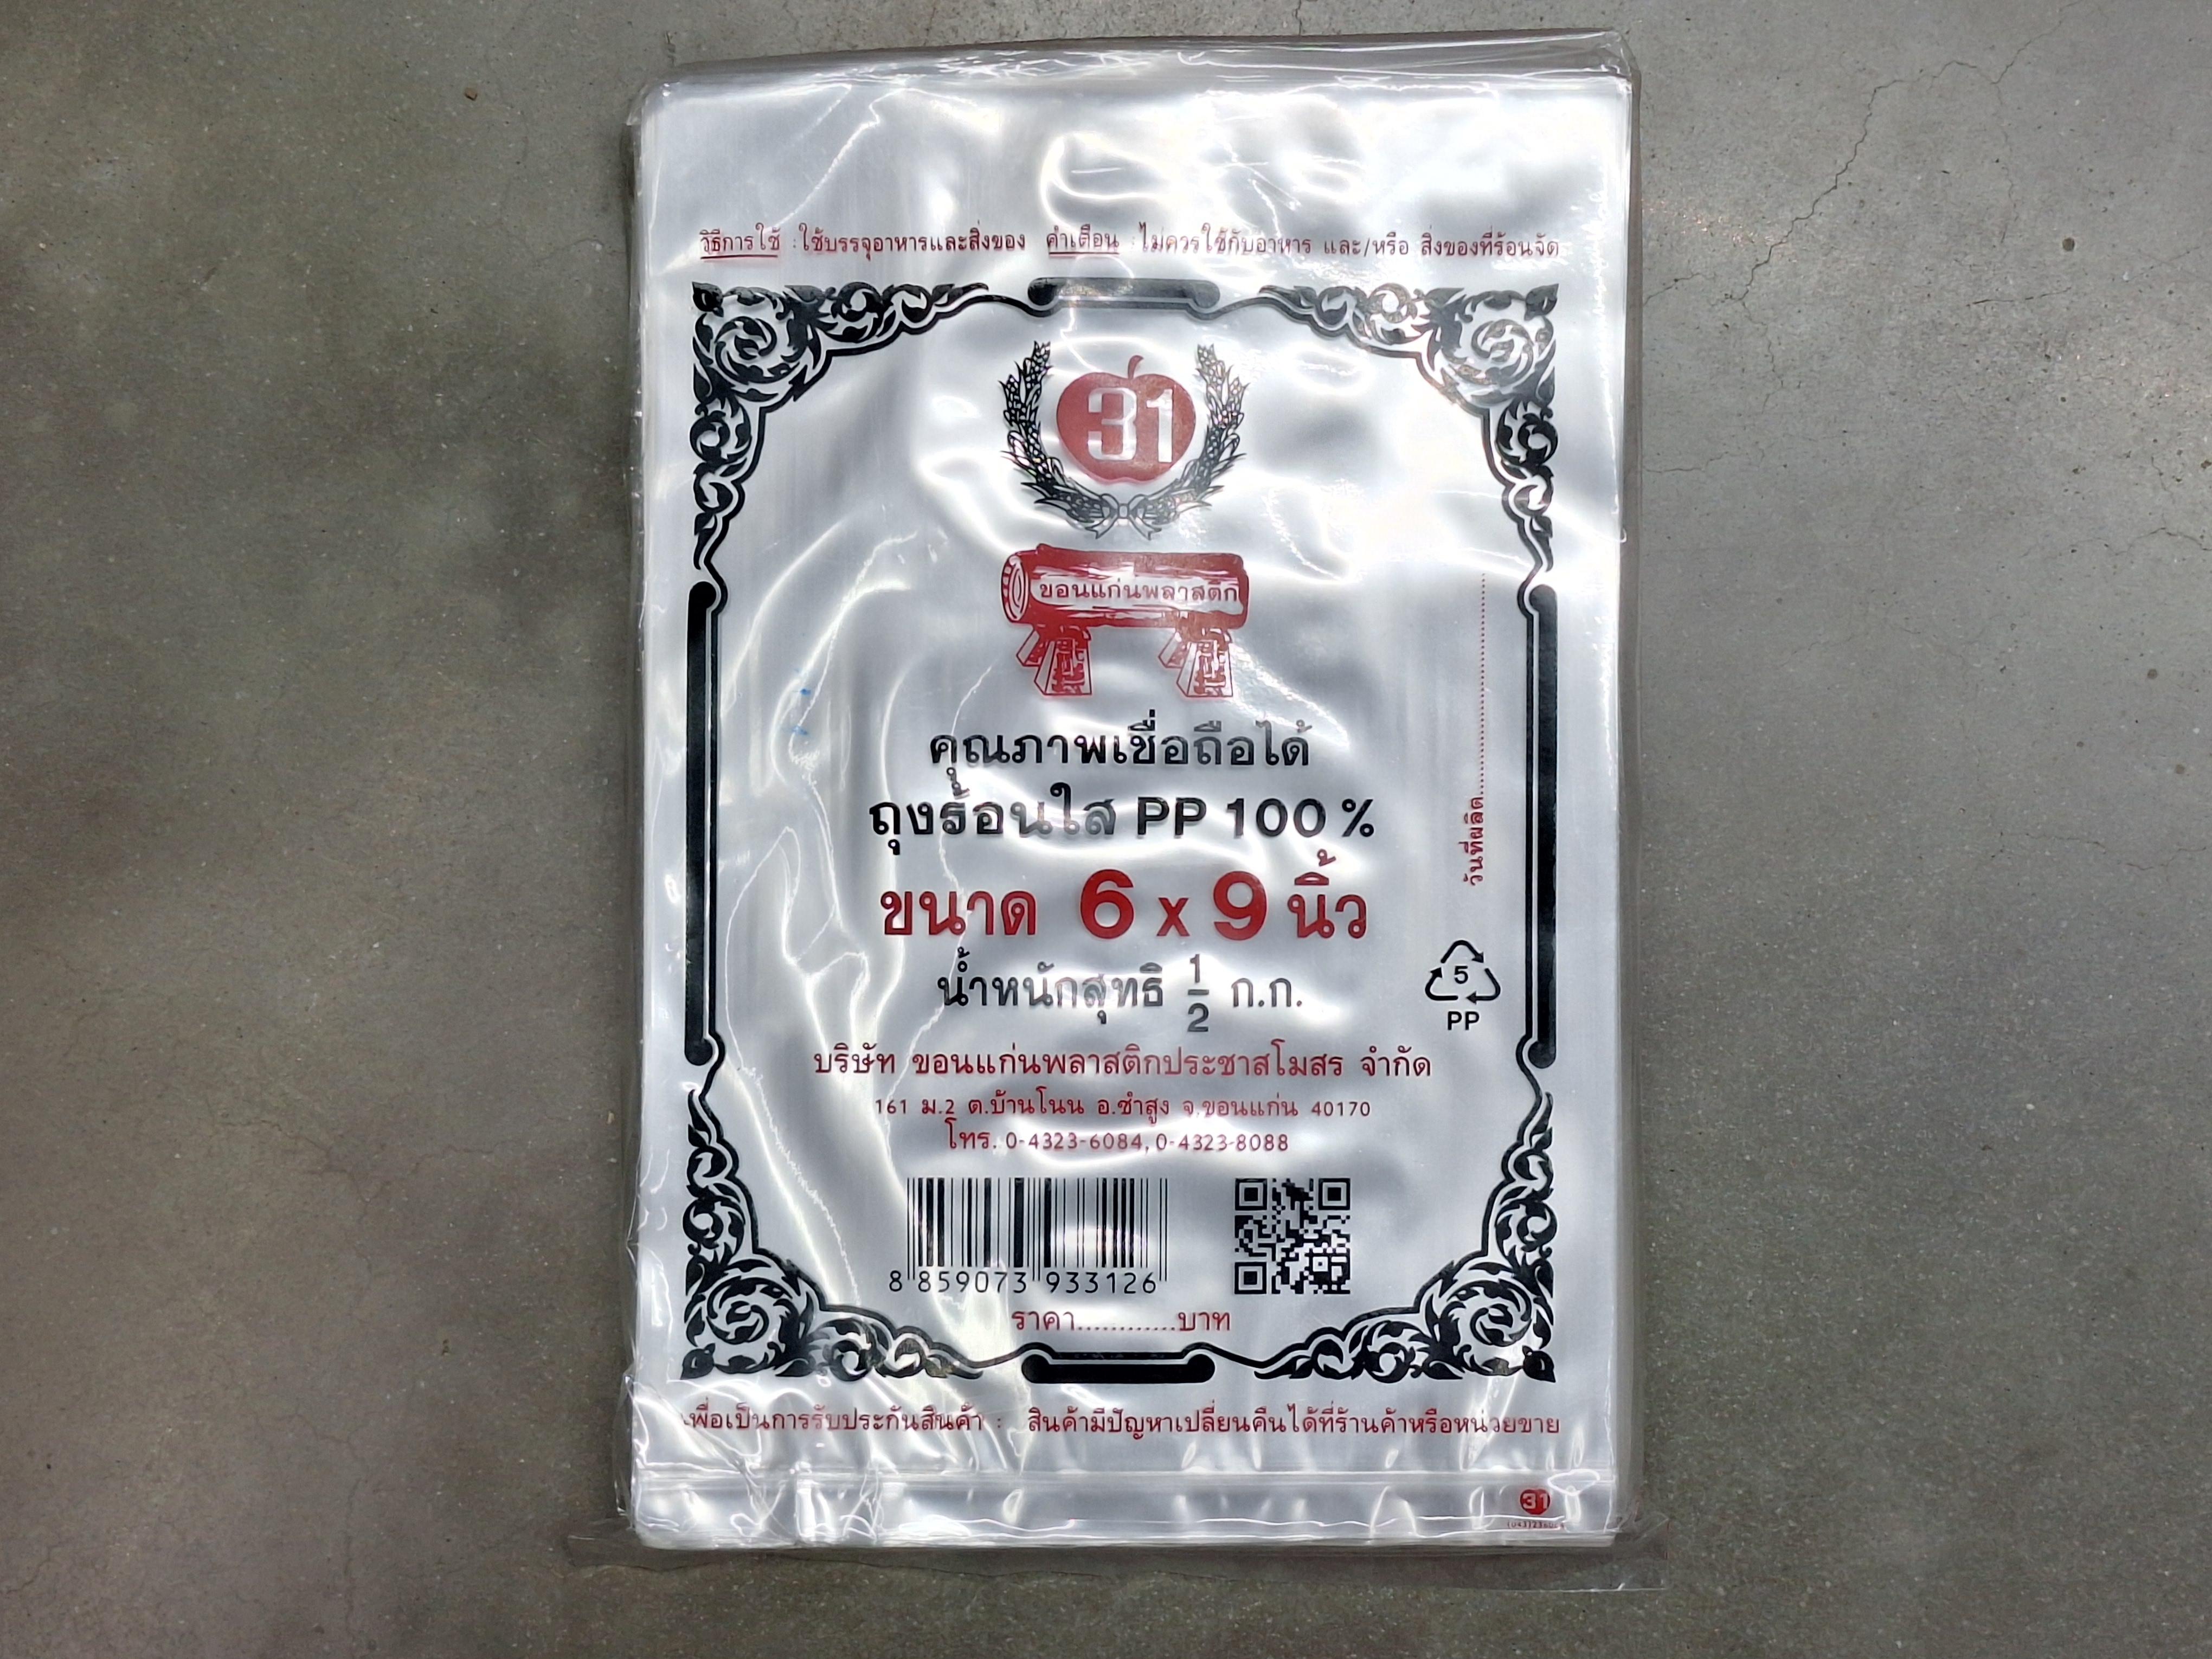 วิธีการใช้ : ใช้บรรจุอาหารและสิ่งของ คำเตือน : ไม่ควรใช้กับอาหาร และ/หรือ สิ่งของที่ร้อนจัด
31
ขอนแก่นพลาสติก
คุณภาพเชื่อถือได้
ถุงร้อนใส PP 100 %
ขนาด 6 x 9 นิ้ว
น้ำหนักสุทธิ 1/2 ก.ก.
วันที่ผลิต........................................
5
PP
บริษัท ขอนแก่นพลาสติกประชาสโมสร จำกัด
161 ม.2 ต.บ้านโนน อ.ซำสูง จ.ขอนแก่น 40170
โทร. 0-4323-6084, 0-4323-8088
8 859073 933126
ราคา............บาท
เพื่อเป็นการรับประกันสินค้า : สินค้ามีปัญหาเปลี่ยนคืนได้ที่ร้านค้าหรือหน่วยขาย
31